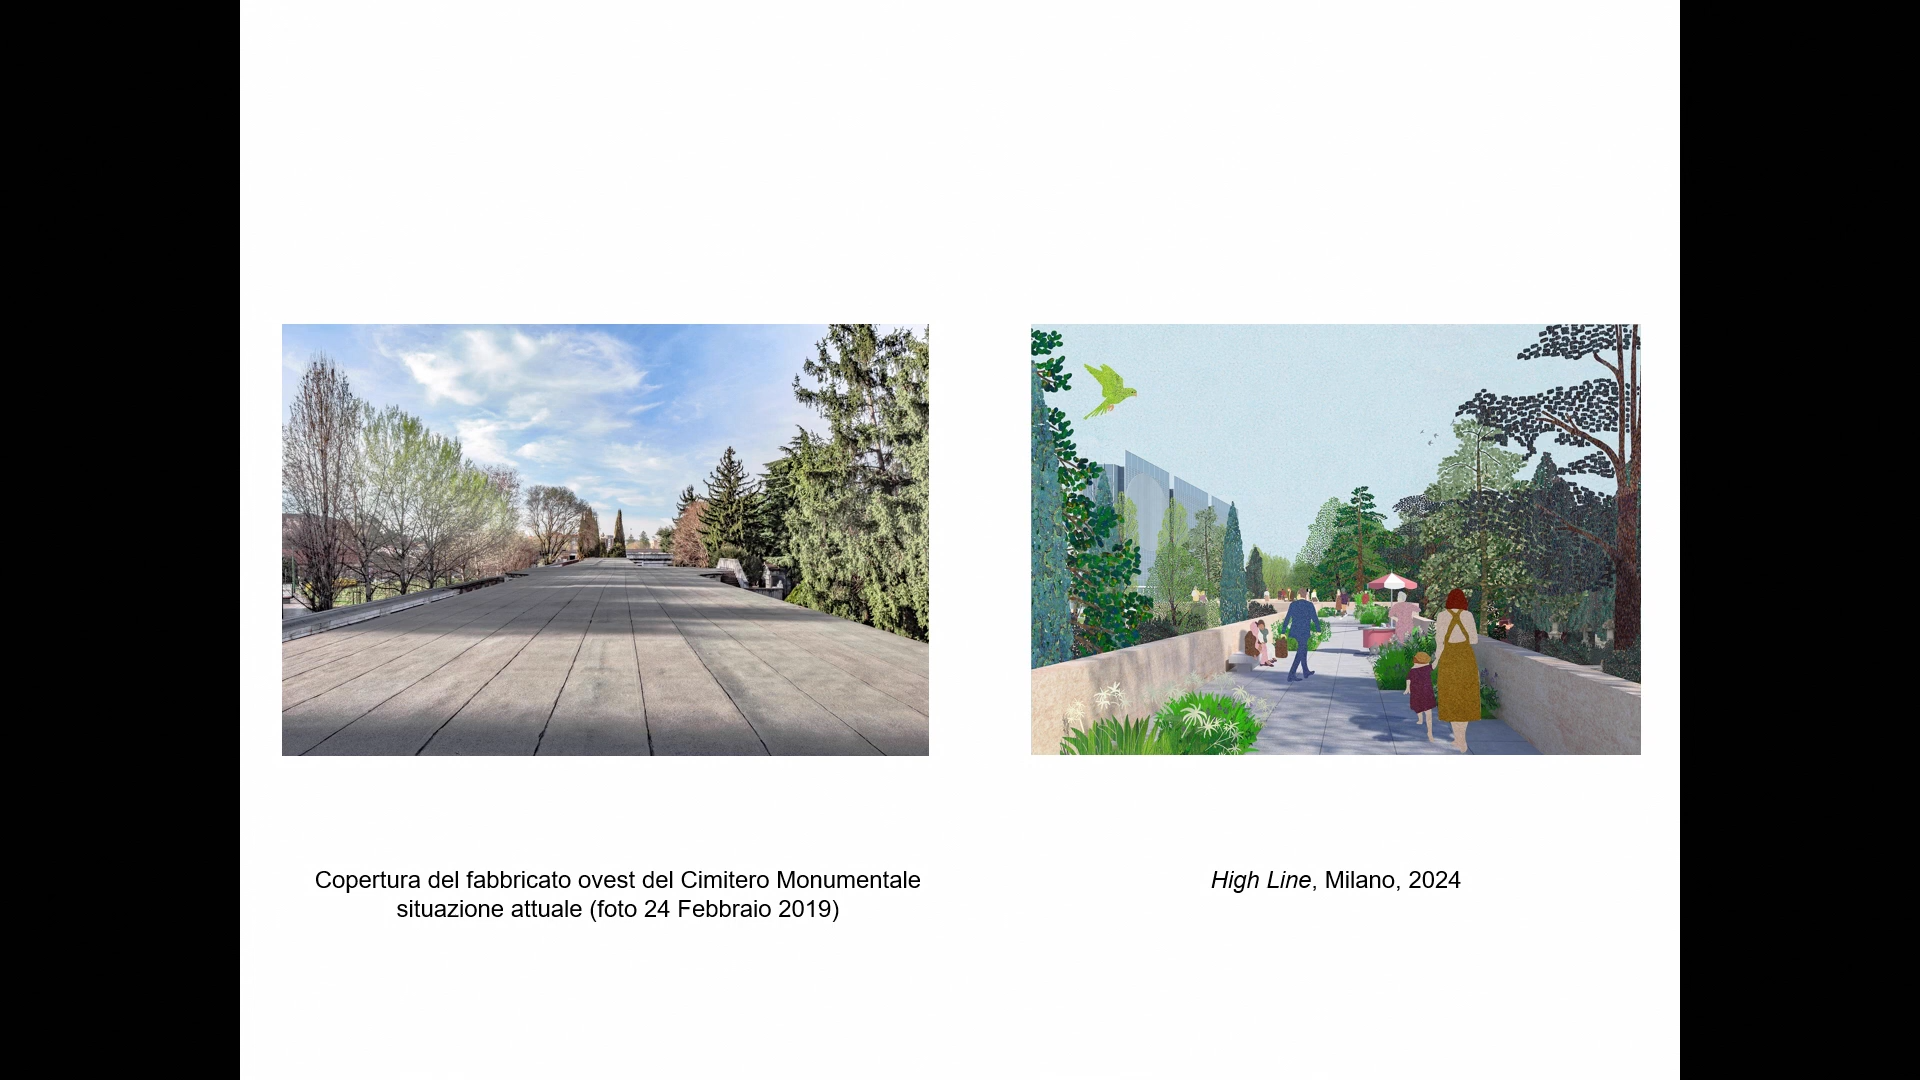 Copertura del fabbricato ovest del Cimitero Monumentale
situazione attuale (foto 24 Febbraio 2019)
High Line, Milano, 2024